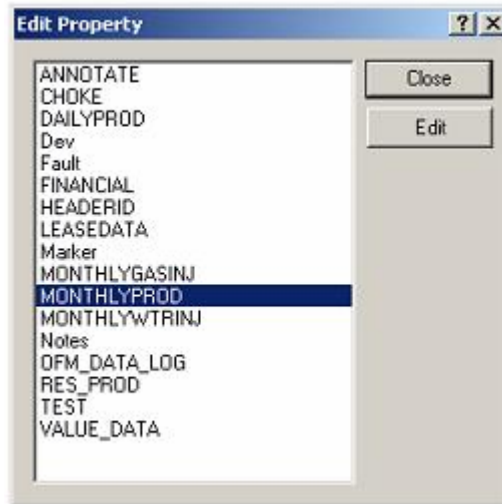 Edit Property
? X
ANNOTATE
CHOKE
DAILYPROD
Dev
Fault
FINANCIAL
HEADERID
LEASEDATA
Marker
MONTHLYGASINJ
MONTHLYPROD
MONTHLYWTRINJ
Notes
OFM_DATA_LOG
RES_PROD
TEST
VALUE_DATA
Close
Edit